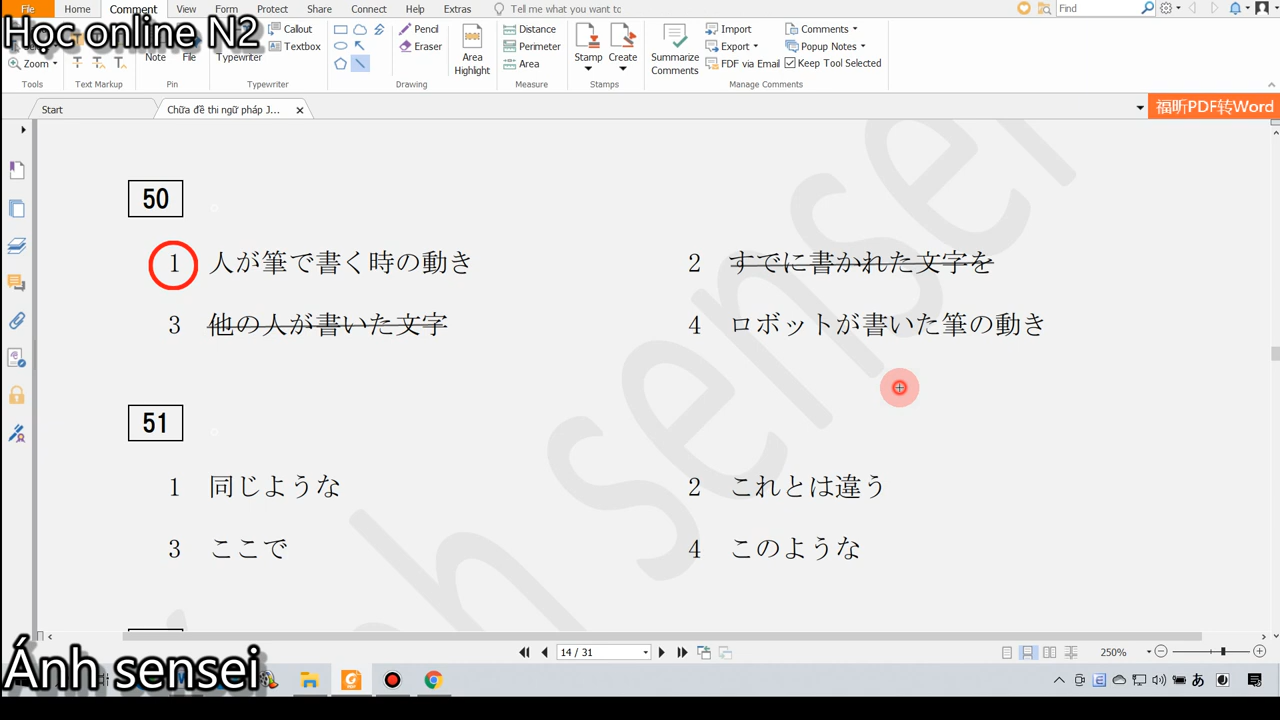 File Home Comment View Form Protect Share Connect Help Extras Tell me what you want to Find
Học online N2
Callout
Textbox
Typewriter
Note
File
Zoom
Pencil
Eraser
Area
Highlight
Distance
Perimeter
Area
Stamp
Create
Summarize
Comments
Import
Export
FDF via Email
Comments
Popup Notes
Keep Tool Selected
Tools Text Markup Pin Typewriter Drawing Measure Stamps Manage Comments
Start Chữa đề thi ngữ pháp J... 福昕PDF转Word
50
1 人が筆で書く時の動き 2 すでに書かれた文字を
3 他の人が書いた文字 4 ロボットが書いた筆の動き
51
1 同じような 2 これとは違う
3 ここで 4 このような
nh sensei
14 / 31 250%
Ánh sensei
あ